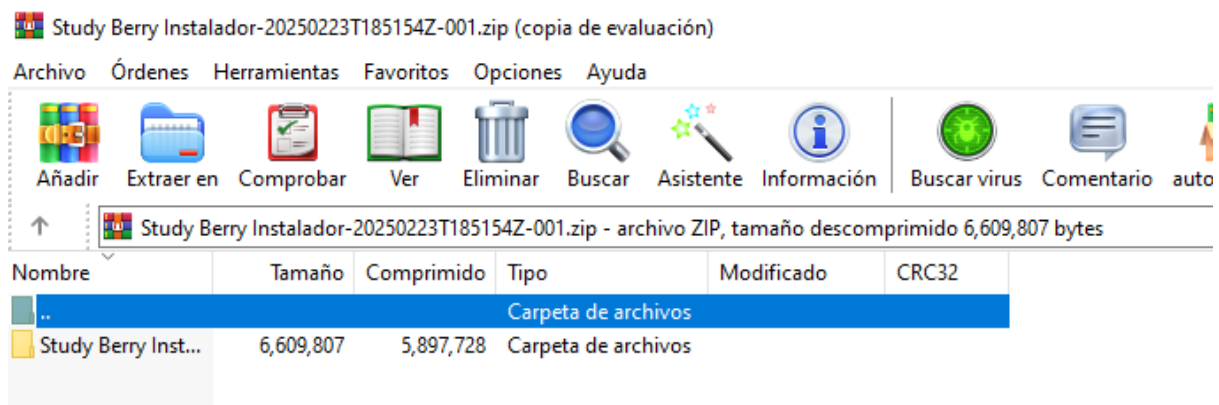 Study Berry Instalador-20250223T185154Z-001.zip (copia de evaluación)
Archivo Órdenes Herramientas Favoritos Opciones Ayuda
Añadir Extraer en Comprobar Ver Eliminar Buscar Asistente Información Buscar virus Comentario auto
Study Berry Instalador-20250223T185154Z-001.zip - archivo ZIP, tamaño descomprimido 6,609,807 bytes
Nombre Tamaño Comprimido Tipo Modificado CRC32
.. Carpeta de archivos
Study Berry Inst... 6,609,807 5,897,728 Carpeta de archivos